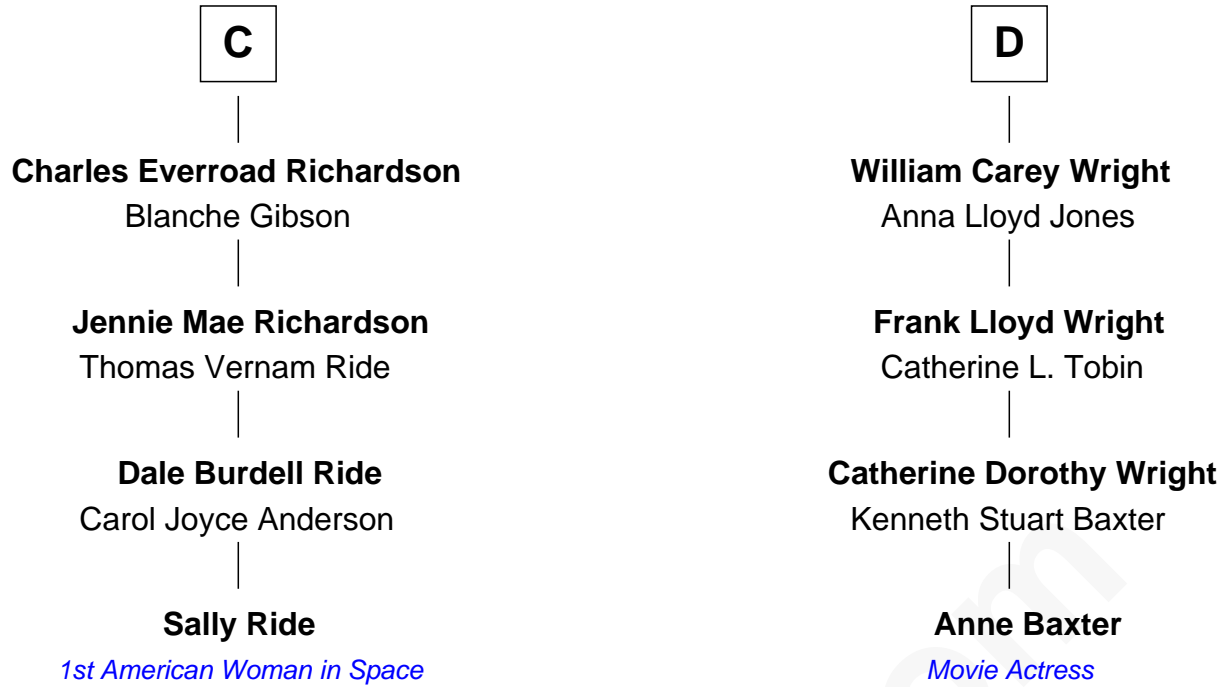 C
Charles Everroad Richardson
Blanche Gibson
Jennie Mae Richardson
Thomas Vernam Ride
Dale Burdell Ride
Carol Joyce Anderson
Sally Ride
1st American Woman in Space
D
William Carey Wright
Anna Lloyd Jones
Frank Lloyd Wright
Catherine L. Tobin
Catherine Dorothy Wright
Kenneth Stuart Baxter
Anne Baxter
Movie Actress